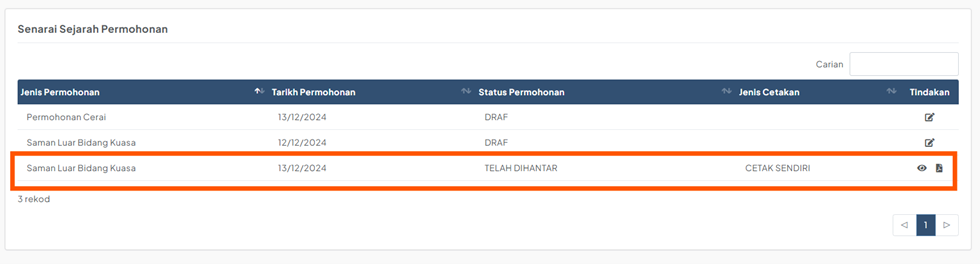 Senarai Sejarah Permohonan
Carian
Jenis Permohonan Tarikh Permohonan Status Permohonan Jenis Cetakan Tindakan
Permohonan Cerai 13/12/2024 DRAF
Saman Luar Bidang Kuasa 12/12/2024 DRAF
Saman Luar Bidang Kuasa 13/12/2024 TELAH DIHANTAR CETAK SENDIRI
3 rekod
1